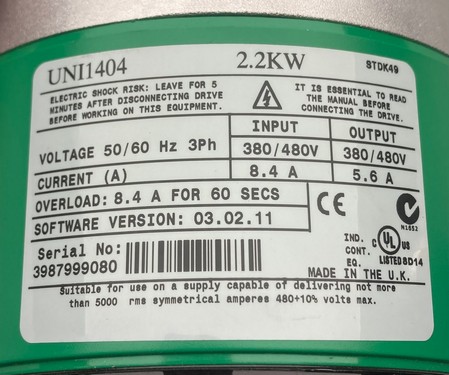 UNI1404 2.2KW STDK49
ELECTRIC SHOCK RISK: LEAVE FOR 5
MINUTES AFTER DISCONNECTING DRIVE
BEFORE WORKING ON THIS EQUIPMENT.
IT IS ESSENTIAL TO READ
THE MANUAL BEFORE
CONNECTING THE DRIVE.
INPUT OUTPUT
VOLTAGE 50/60 Hz 3Ph 380/480V 380/480V
CURRENT (A) 8.4 A 5.6 A
OVERLOAD: 8.4 A FOR 60 SECS
SOFTWARE VERSION: 03.02.11
CE
N1652
Serial No:
3987999080
IND.
CONT.
EQ.
c UL us
LISTED 8D14
MADE IN THE U.K.
Suitable for use on a supply capable of delivering not more
than 5000 rms symmetrical amperes 480+10% volts max.